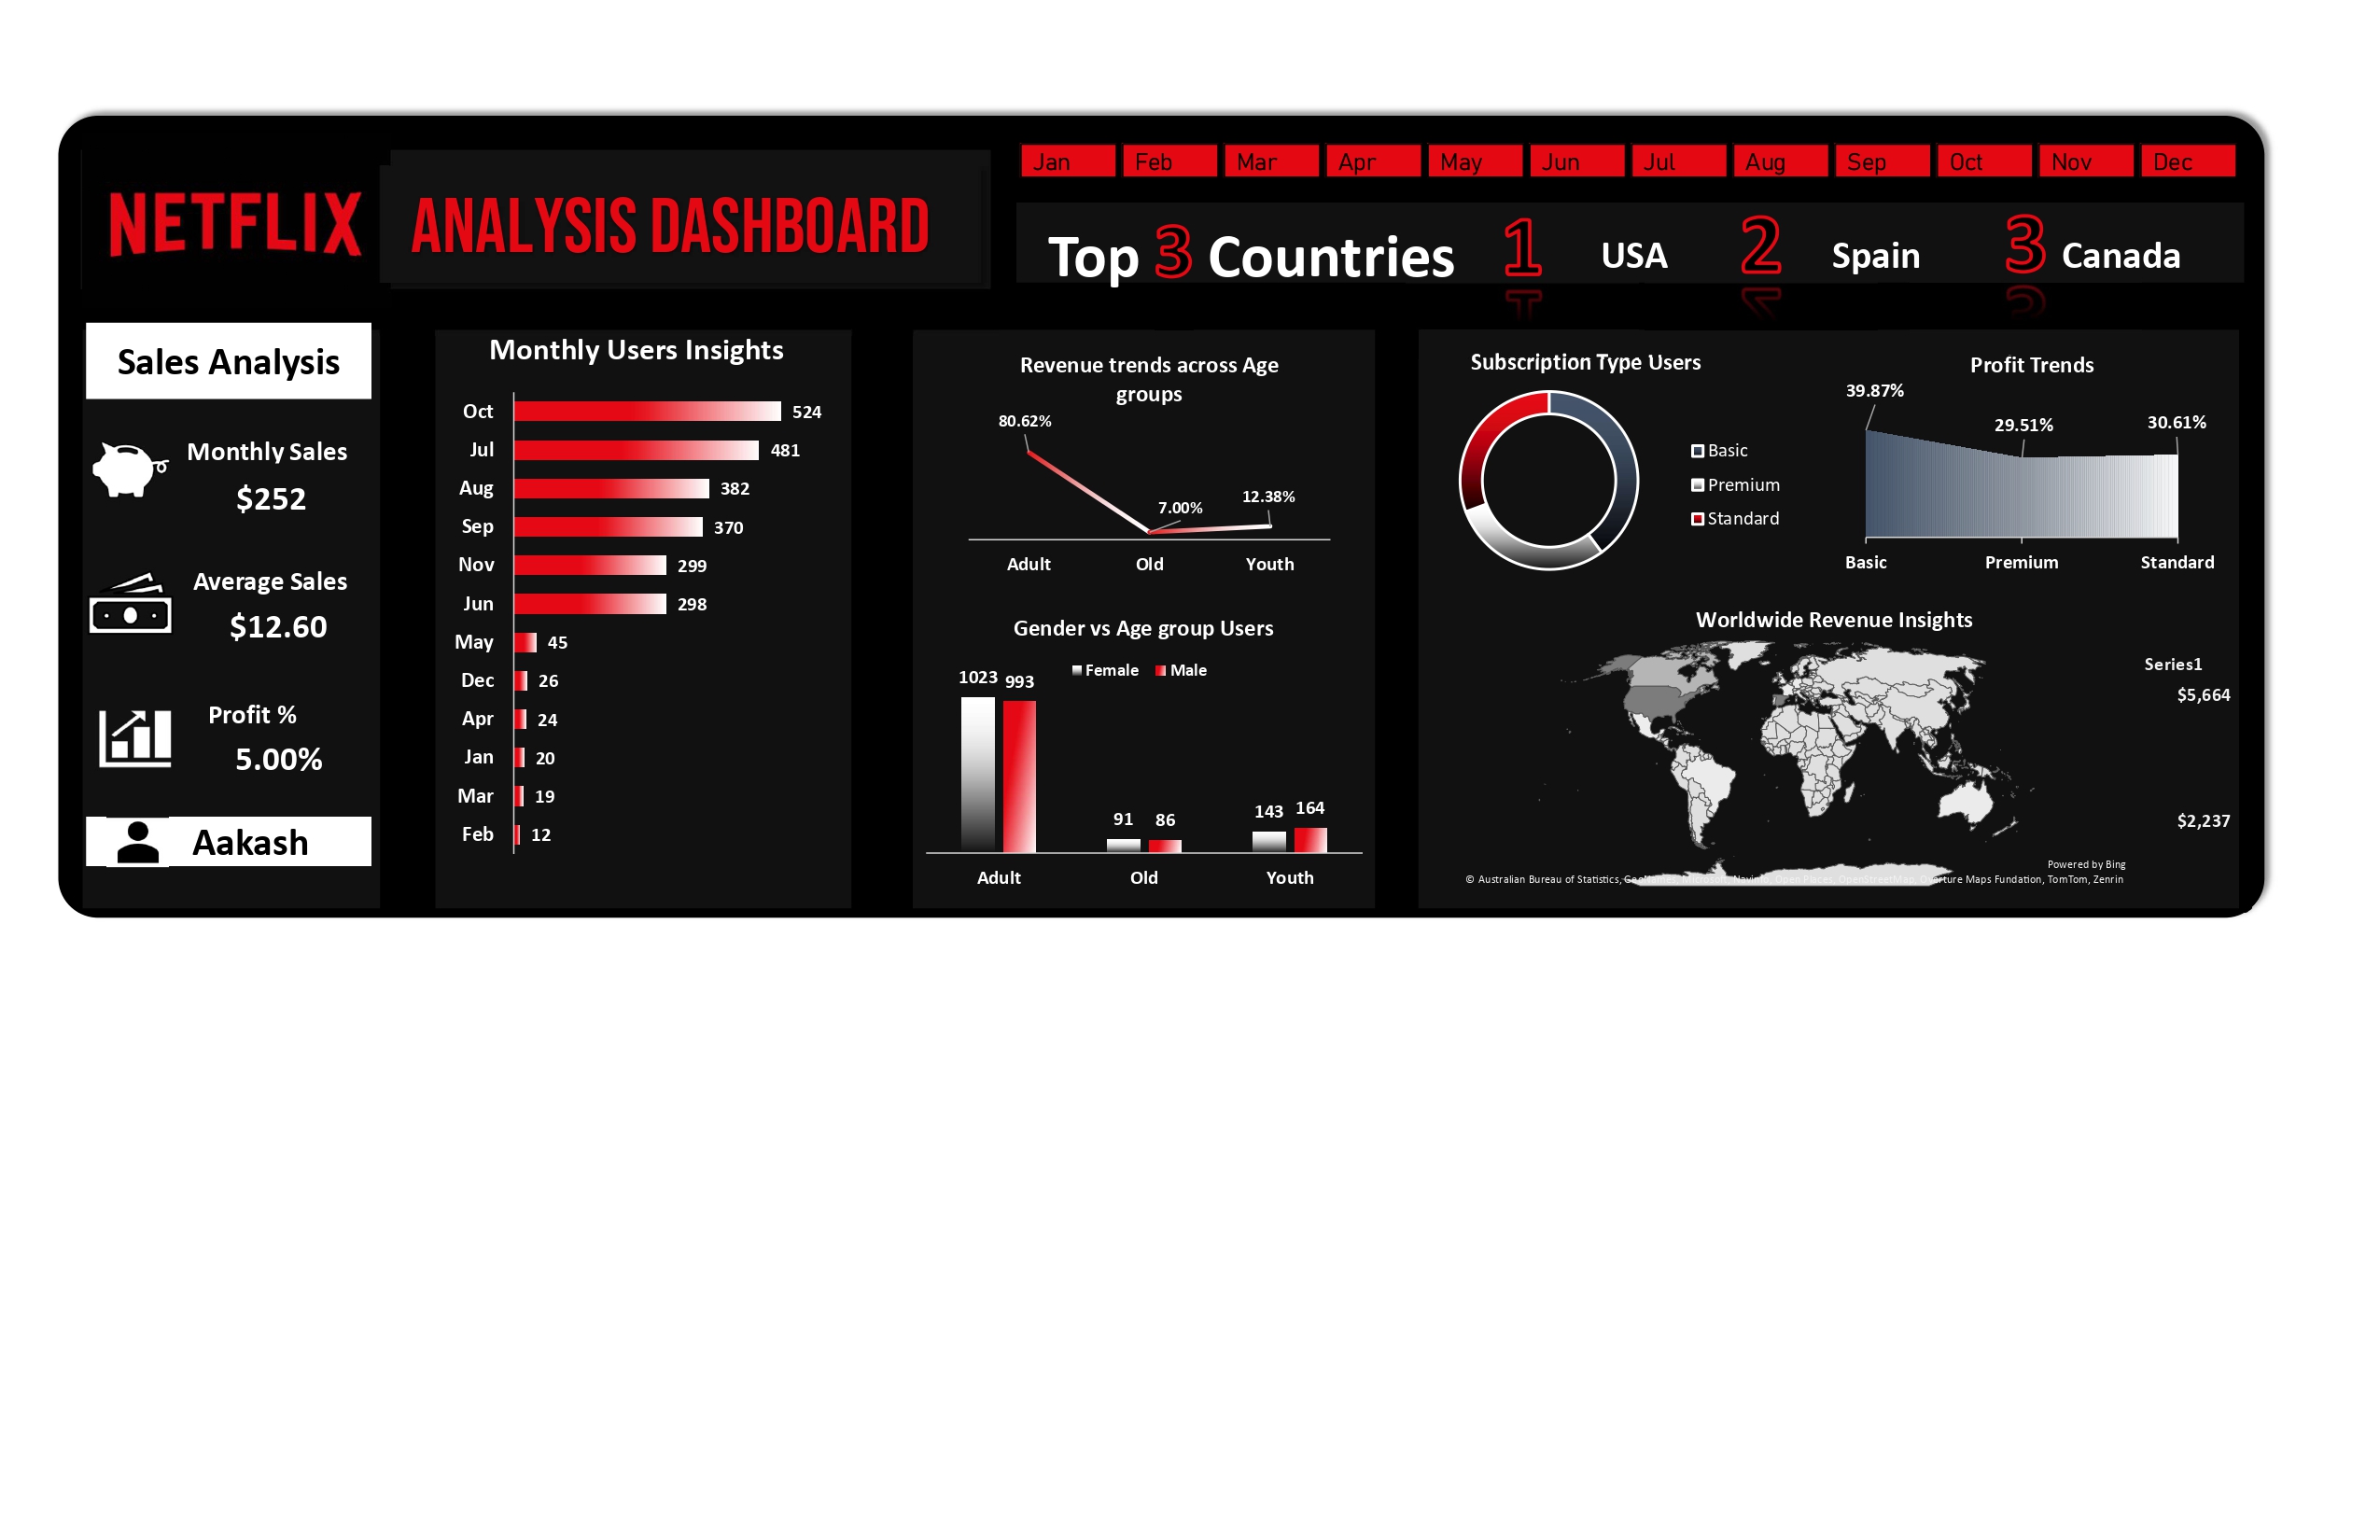 NETFLIX
ANALYSIS DASHBOARD
Jan Feb Mar Apr May Jun Jul Aug Sep Oct Nov Dec
Top 3 Countries 1 USA 2 Spain 3 Canada
Sales Analysis
Monthly Sales
$252
Average Sales
$12.60
Profit %
5.00%
Aakash
Monthly Users Insights
Oct 524
Jul 481
Aug 382
Sep 370
Nov 299
Jun 298
May 45
Dec 26
Apr 24
Jan 20
Mar 19
Feb 12
Revenue trends across Age
groups
80.62%
7.00%
12.38%
Adult Old Youth
Gender vs Age group Users
Female Male
1023 993
91 86
143 164
Adult Old Youth
Subscription Type Users
Basic
Premium
Standard
Profit Trends
39.87%
29.51%
30.61%
Basic Premium Standard
Worldwide Revenue Insights
Series1
$5,664
$2,237
Powered by Bing
© Australian Bureau of Statistics, GeoNames, Microsoft, Navinfo, Open Places, OpenStreetMap, Overture Maps Fundation, TomTom, Zenrin